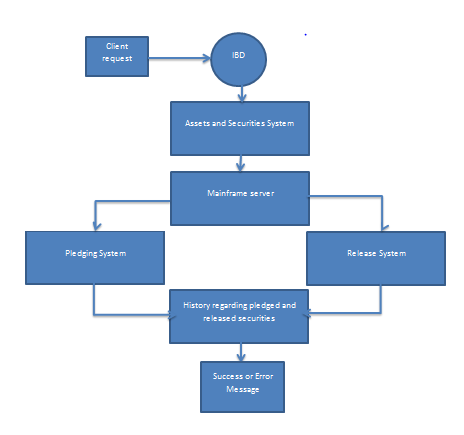 Client
request
IBD
Assets and Securities System
Mainframe server
Pledging System
Release System
History regarding pledged and
released securities
Success or Error
Message